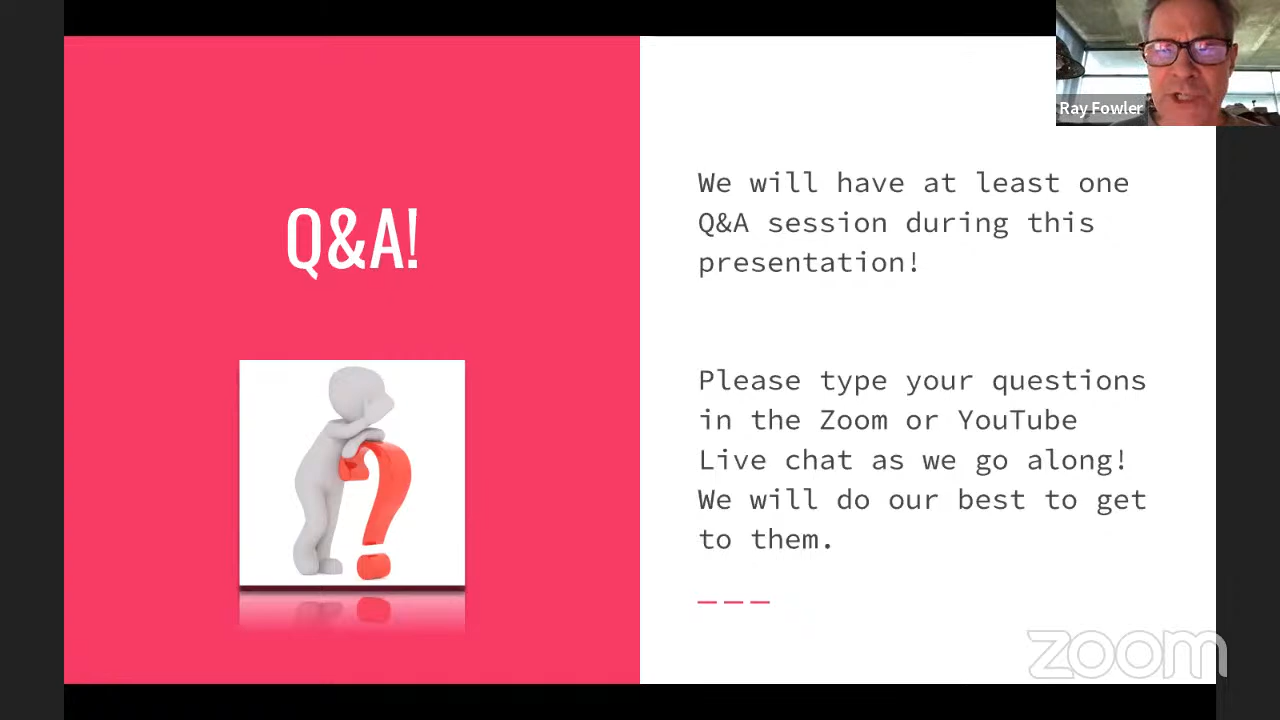 Q&A!
We will have at least one
Q&A session during this
presentation!
Please type your questions
in the Zoom or YouTube
Live chat as we go along!
We will do our best to get
to them.
Ray Fowler
zoom